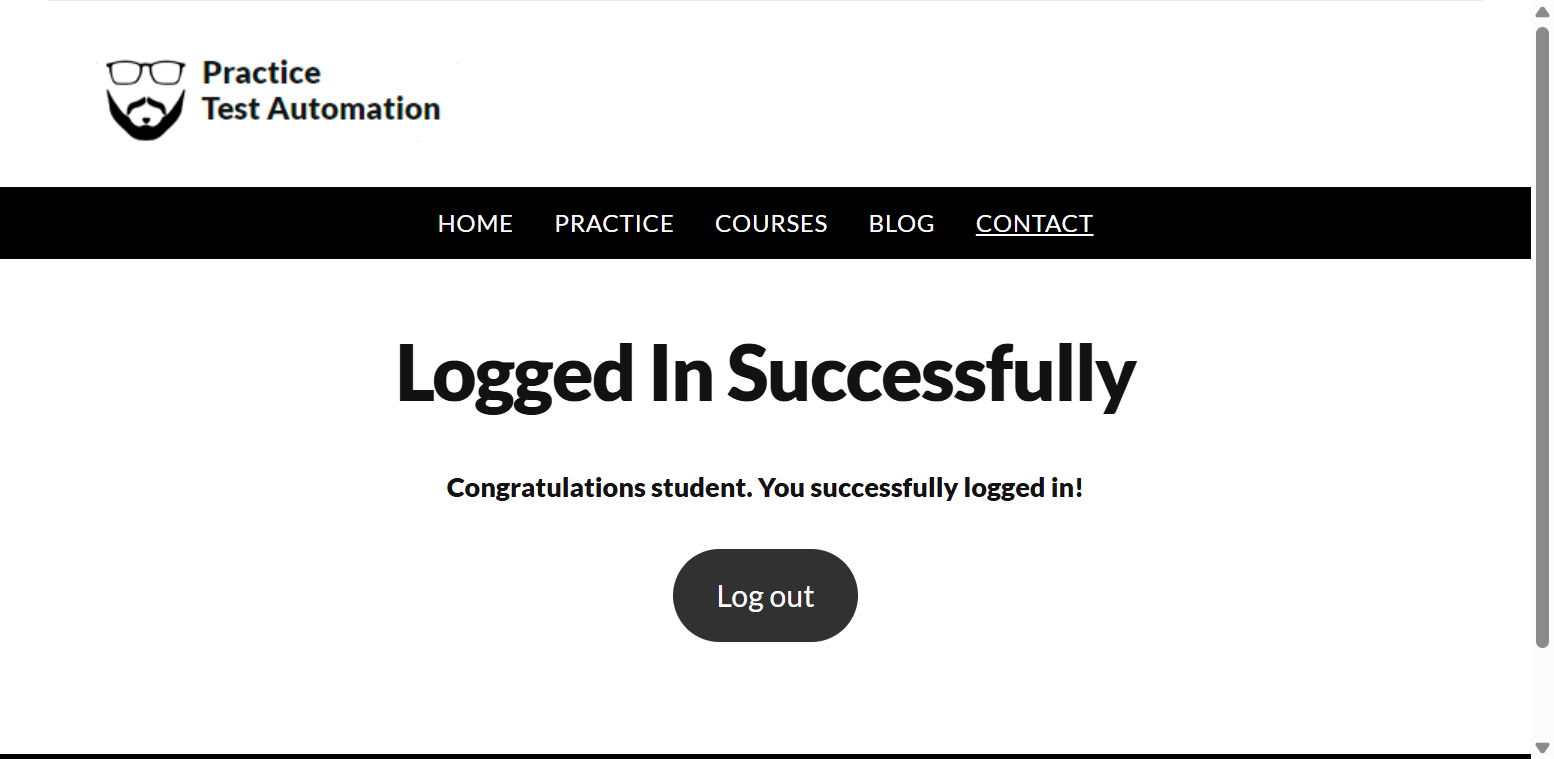 Practice
Test Automation
HOME PRACTICE COURSES BLOG CONTACT
Logged In Successfully
Congratulations student. You successfully logged in!
Log out